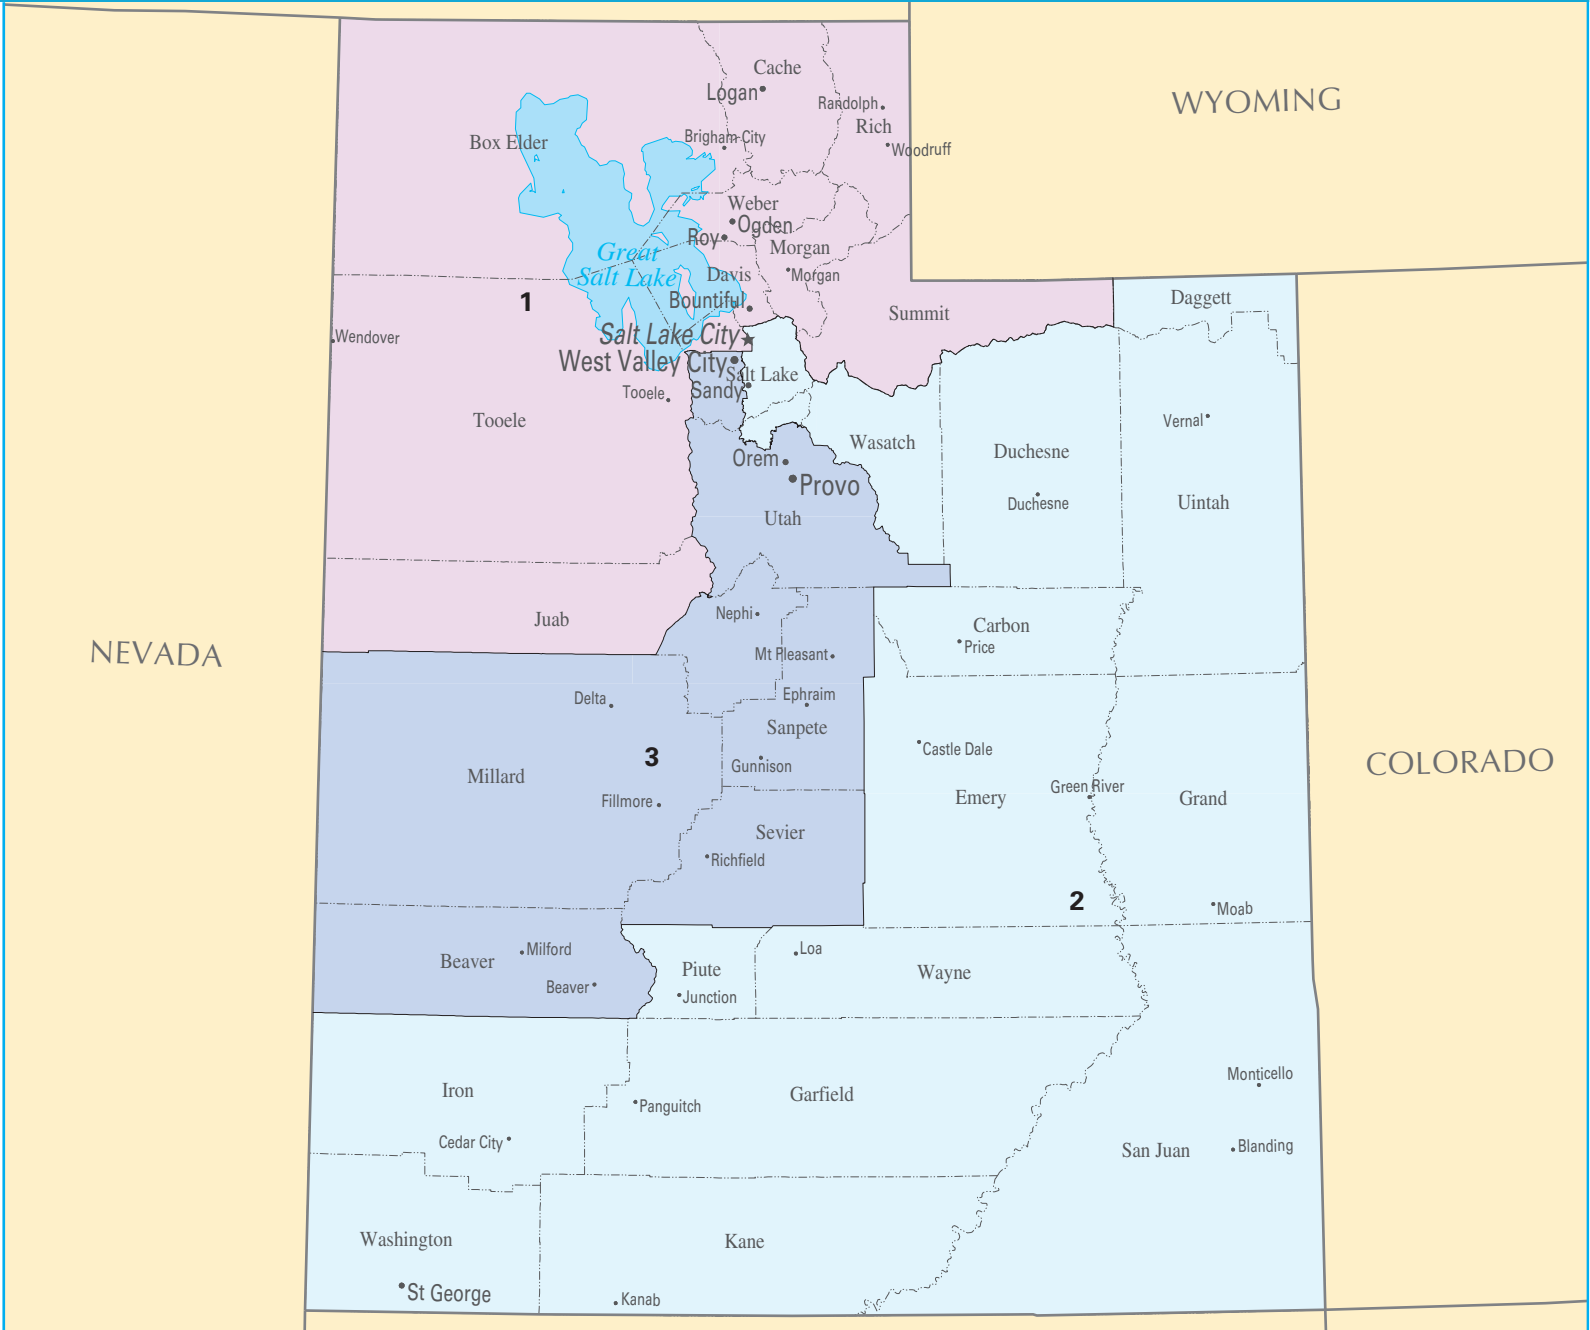 Cache
Logan
Randolph
WYOMING
Rich
Brigham City
Box Elder
Woodruff
Weber
Ogden
Roy
Morgan
Great
Salt Lake
Davis
Morgan
Daggett
1
Bountiful
Summit
Salt Lake City
Wendover
West Valley City
Salt Lake
Sandy
Tooele
Tooele
Vernal
Wasatch
Duchesne
Orem
Provo
Duchesne
Uintah
Utah
Nephi
Juab
Carbon
Price
NEVADA
Mt Pleasant
Delta
Ephraim
Sanpete
Castle Dale
3
Gunnison
COLORADO
Millard
Green River
Fillmore
Emery
Grand
Sevier
Richfield
2
Moab
Milford
Loa
Beaver
Piute
Wayne
Beaver
Junction
Monticello
Iron
Garfield
Panguitch
Cedar City
San Juan
Blanding
Washington
Kane
St George
Kanab